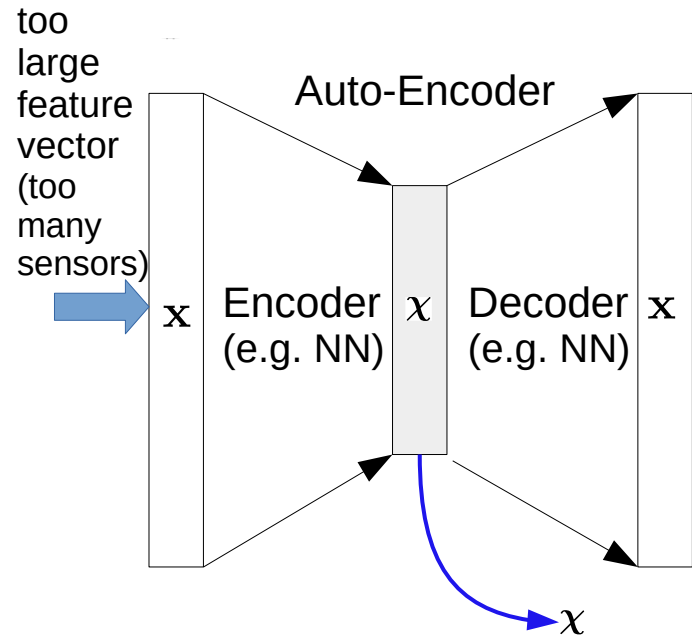 too
large
feature
vector
(too
many
sensors)
Auto-Encoder
x
Encoder
(e.g. NN)
χ
Decoder
(e.g. NN)
x
χ